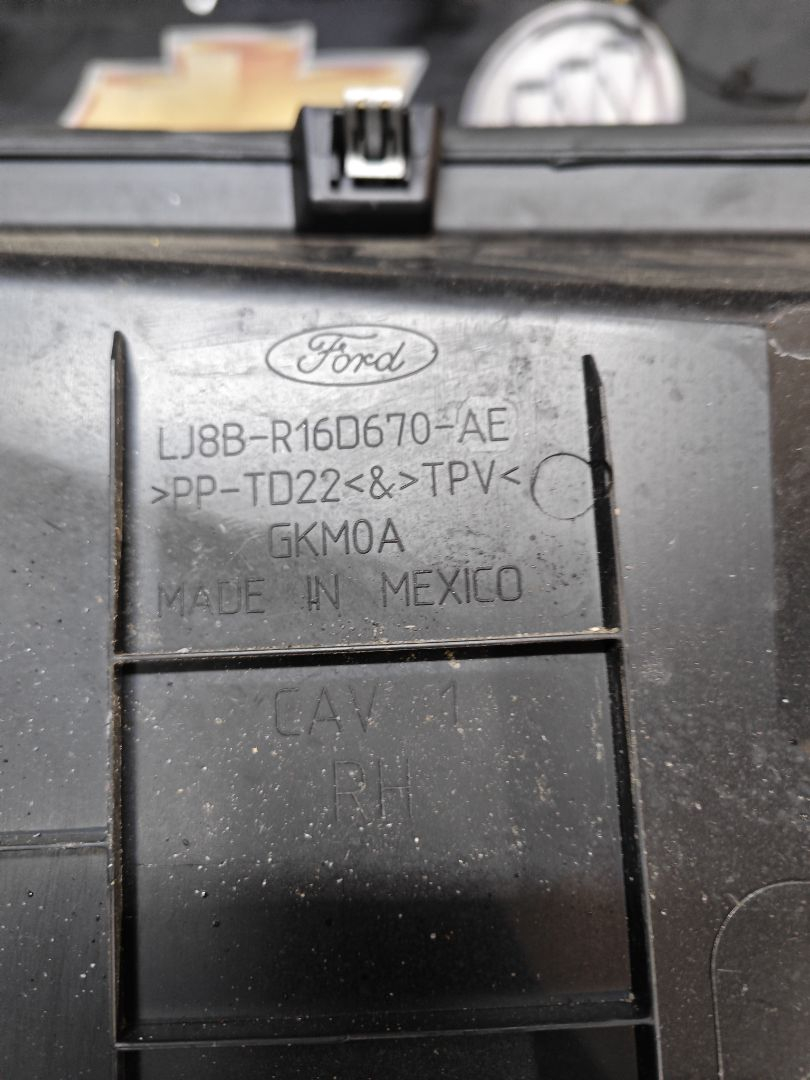 Ford
LJ8B-R16D670-AE
>PP-TD22<&>TPV<
GKM0A
MADE IN MEXICO
CAV 1
RH